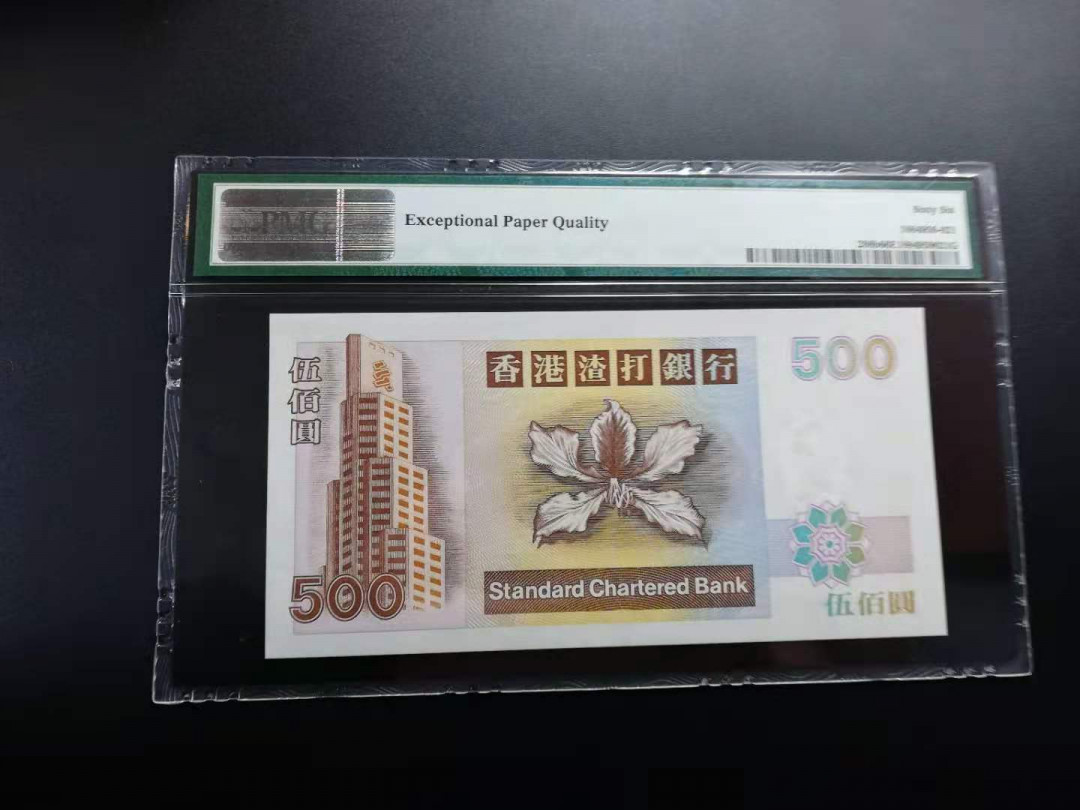 PMG
Exceptional Paper Quality
Sixty Six
伍佰圓
香港渣打銀行
500
500
Standard Chartered Bank
伍佰圓